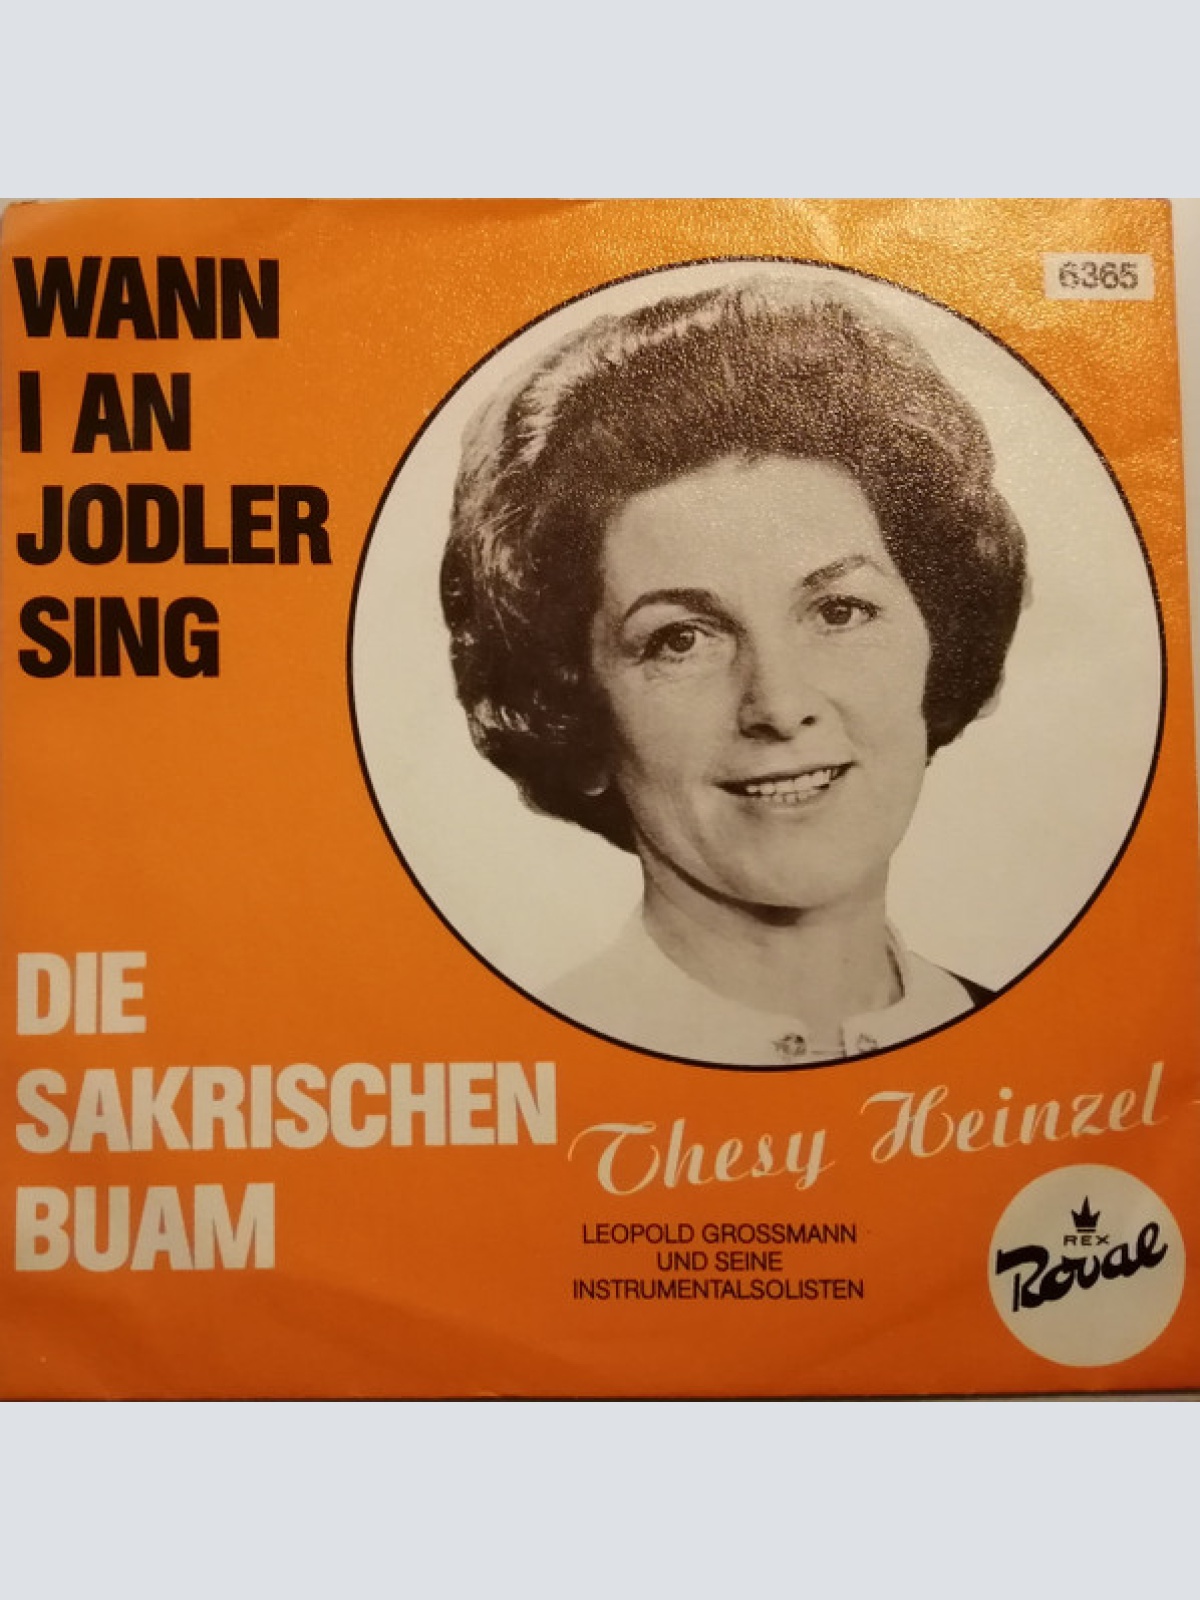 WANN
I AN
JODLER
SING
6365
DIE
SAKRISCHEN
BUAM
Thesy Heinzel
LEOPOLD GROSSMANN
UND SEINE
INSTRUMENTALSOLISTEN
REX
Royal